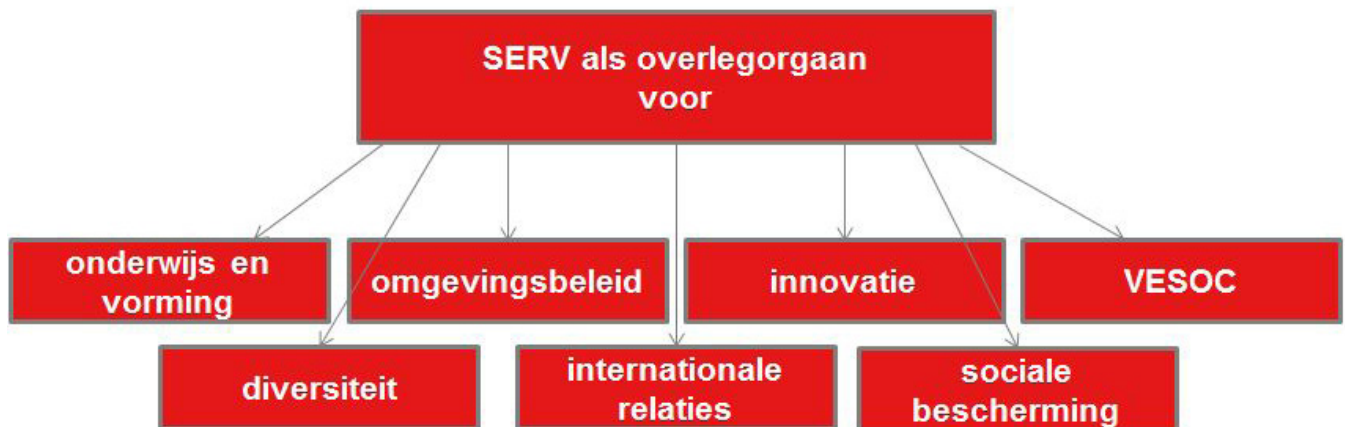 SERV als overlegorgaan
voor
onderwijs en
vorming
omgevingsbeleid
innovatie
VESOC
diversiteit
internationale
relaties
sociale
bescherming